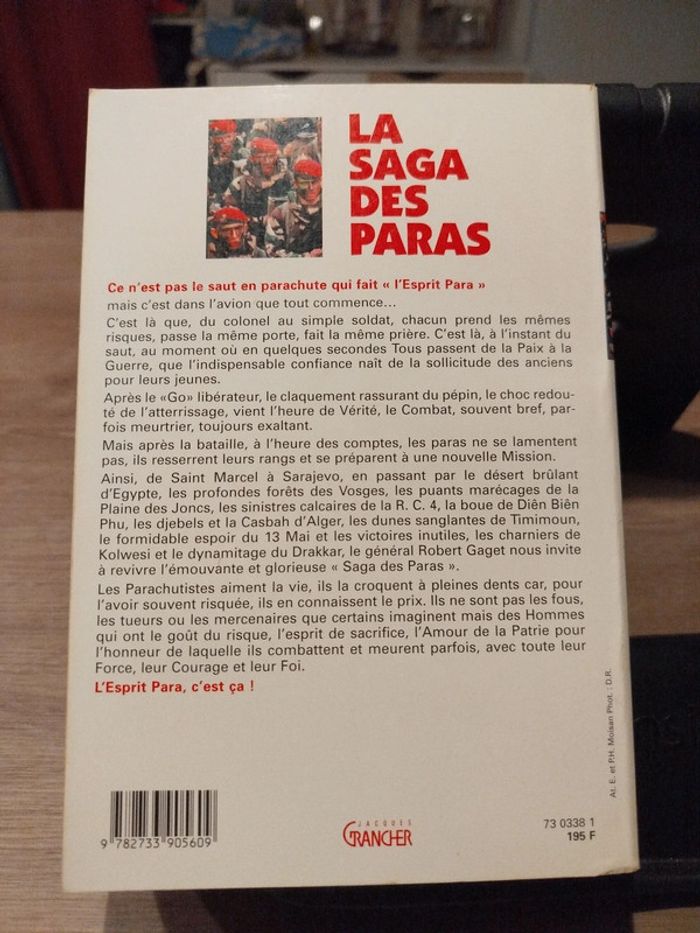 LA
SAGA
DES
PARAS
Ce n'est pas le saut en parachute qui fait « l'Esprit Para »
mais c'est dans l'avion que tout commence...
C'est là que, du colonel au simple soldat, chacun prend les mêmes
risques, passe la même porte, fait la même prière. C'est là, à l'instant du
saut, au moment où en quelques secondes Tous passent de la Paix à la
Guerre, que l'indispensable confiance naît de la sollicitude des anciens
pour leurs jeunes.
Après le «Go» libérateur, le claquement rassurant du pépin, le choc redou-
té de l'atterrissage, vient l'heure de Vérité, le Combat, souvent bref, par-
fois meurtrier, toujours exaltant.
Mais après la bataille, à l'heure des comptes, les paras ne se lamentent
pas, ils resserrent leurs rangs et se préparent à une nouvelle Mission.
Ainsi, de Saint Marcel à Sarajevo, en passant par le désert brûlant
d'Egypte, les profondes forêts des Vosges, les puants marécages de la
Plaine des Joncs, les sinistres calcaires de la R. C. 4, la boue de Diên Biên
Phu, les djebels et la Casbah d'Alger, les dunes sanglantes de Timimoun,
le formidable espoir du 13 Mai et les victoires inutiles, les charniers de
Kolwesi et le dynamitage du Drakkar, le général Robert Gaget nous invite
à revivre l'émouvante et glorieuse « Saga des Paras ».
Les Parachutistes aiment la vie, ils la croquent à pleines dents car, pour
l'avoir souvent risquée, ils en connaissent le prix. Ils ne sont pas les fous,
les tueurs ou les mercenaires que certains imaginent mais des Hommes
qui ont le goût du risque, l'esprit de sacrifice, l'Amour de la Patrie pour
l'honneur de laquelle ils combattent et meurent parfois, avec toute leur
Force, leur Courage et leur Foi.
L'Esprit Para, c'est ça !
At. E. et P.H. Moisan Phot. : D.R.
9 782733 905609
JACQUES
GRANCHER
73 0338 1
195 F